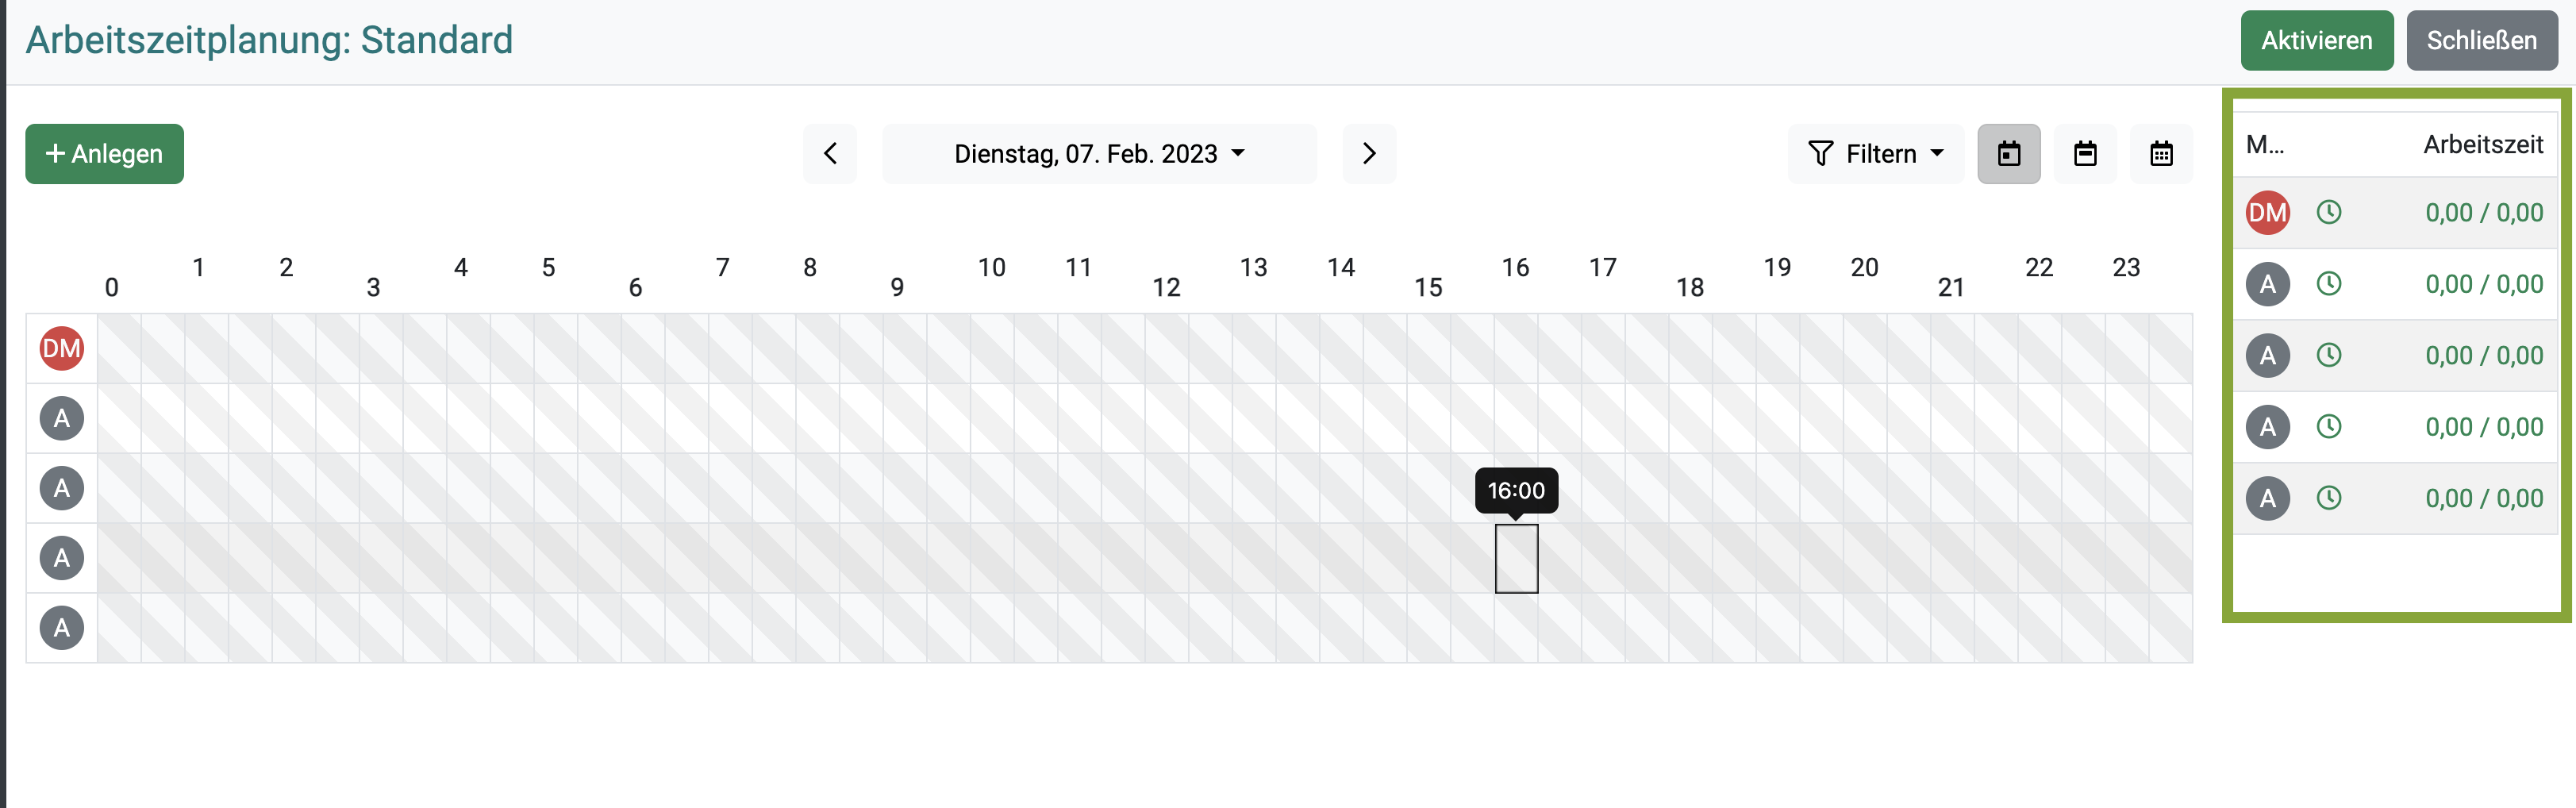 Arbeitszeitplanung: Standard
Aktivieren
Schließen
+ Anlegen
Dienstag, 07. Feb. 2023
Filtern
0 1 2 3 4 5 6 7 8 9 10 11 12 13 14 15 16 17 18 19 20 21 22 23
DM
A
A
16:00
A
A
M... Arbeitszeit
DM 0,00 / 0,00
A 0,00 / 0,00
A 0,00 / 0,00
A 0,00 / 0,00
A 0,00 / 0,00